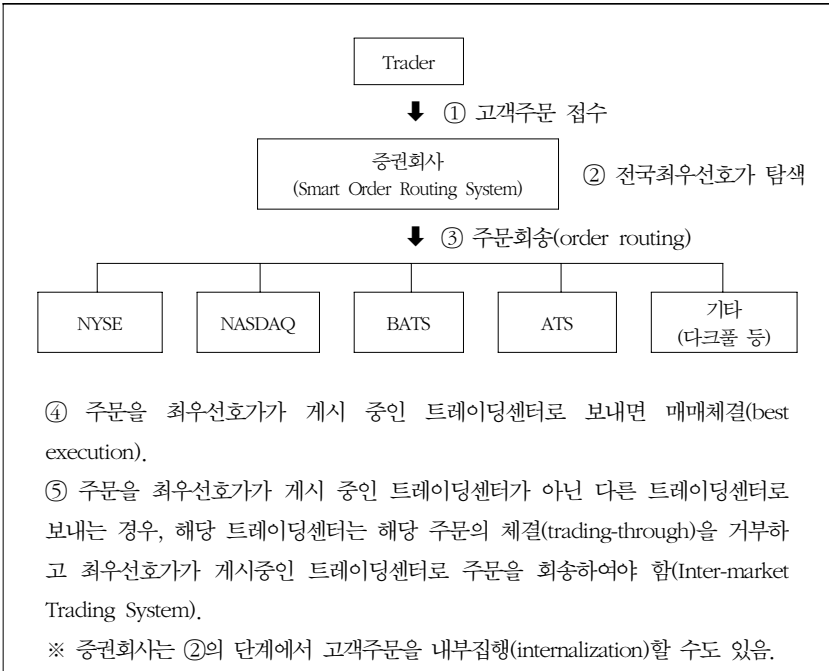 Trader
① 고객주문 접수
증권회사
(Smart Order Routing System)
② 전국최우선호가 탐색
③ 주문회송(order routing)
NYSE
NASDAQ
BATS
ATS
기타
(다크풀 등)
④ 주문을 최우선호가가 게시 중인 트레이딩센터로 보내면 매매체결(best
execution).
⑤ 주문을 최우선호가가 게시 중인 트레이딩센터가 아닌 다른 트레이딩센터로
보내는 경우, 해당 트레이딩센터는 해당 주문의 체결(trading-through)을 거부하
고 최우선호가가 게시중인 트레이딩센터로 주문을 회송하여야 함(Inter-market
Trading System).
※ 증권회사는 ②의 단계에서 고객주문을 내부집행(internalization)할 수도 있음.